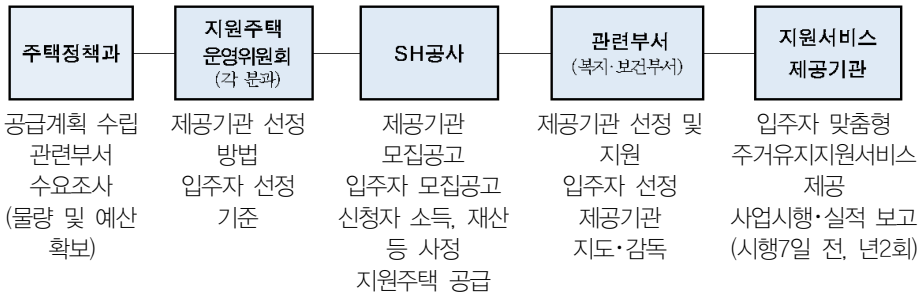 주택정책과
지원주택
운영위원회
(각 분과)
SH공사
관련부서
(복지·보건부서)
지원서비스
제공기관
공급계획 수립
관련부서
수요조사
(물량 및 예산
확보)
제공기관 선정
방법
입주자 선정
기준
제공기관
모집공고
입주자 모집공고
신청자 소득, 재산
등 사정
지원주택 공급
제공기관 선정 및
지원
입주자 선정
제공기관
지도·감독
입주자 맞춤형
주거유지지원서비스
제공
사업시행·실적 보고
(시행7일 전, 년2회)